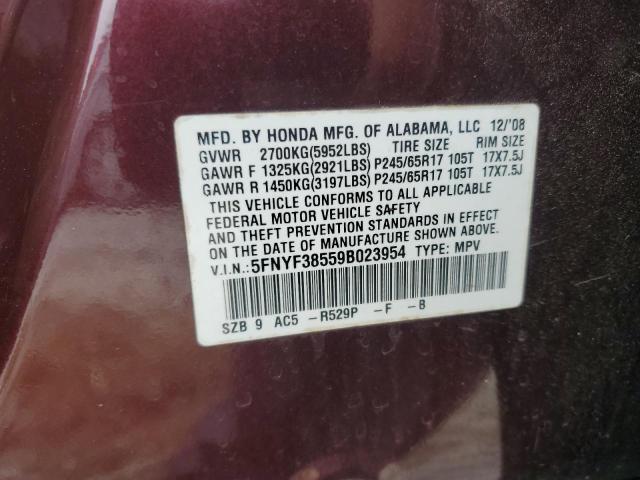 MFD. BY HONDA MFG. OF ALABAMA, LLC 12/'08
GVWR 2700KG(5952LBS) TIRE SIZE RIM SIZE
GAWR F 1325KG(2921LBS) P245/65R17 105T 17X7.5J
GAWR R 1450KG(3197LBS) P245/65R17 105T 17X7.5J
THIS VEHICLE CONFORMS TO ALL APPLICABLE
FEDERAL MOTOR VEHICLE SAFETY
AND THEFT PREVENTION STANDARDS IN EFFECT
ON THE DATE OF MANUFACTURE SHOWN ABOVE.
V.I.N.:5FNYF38559B023954 TYPE: MPV
SZB 9 AC5 -R529P -F -B